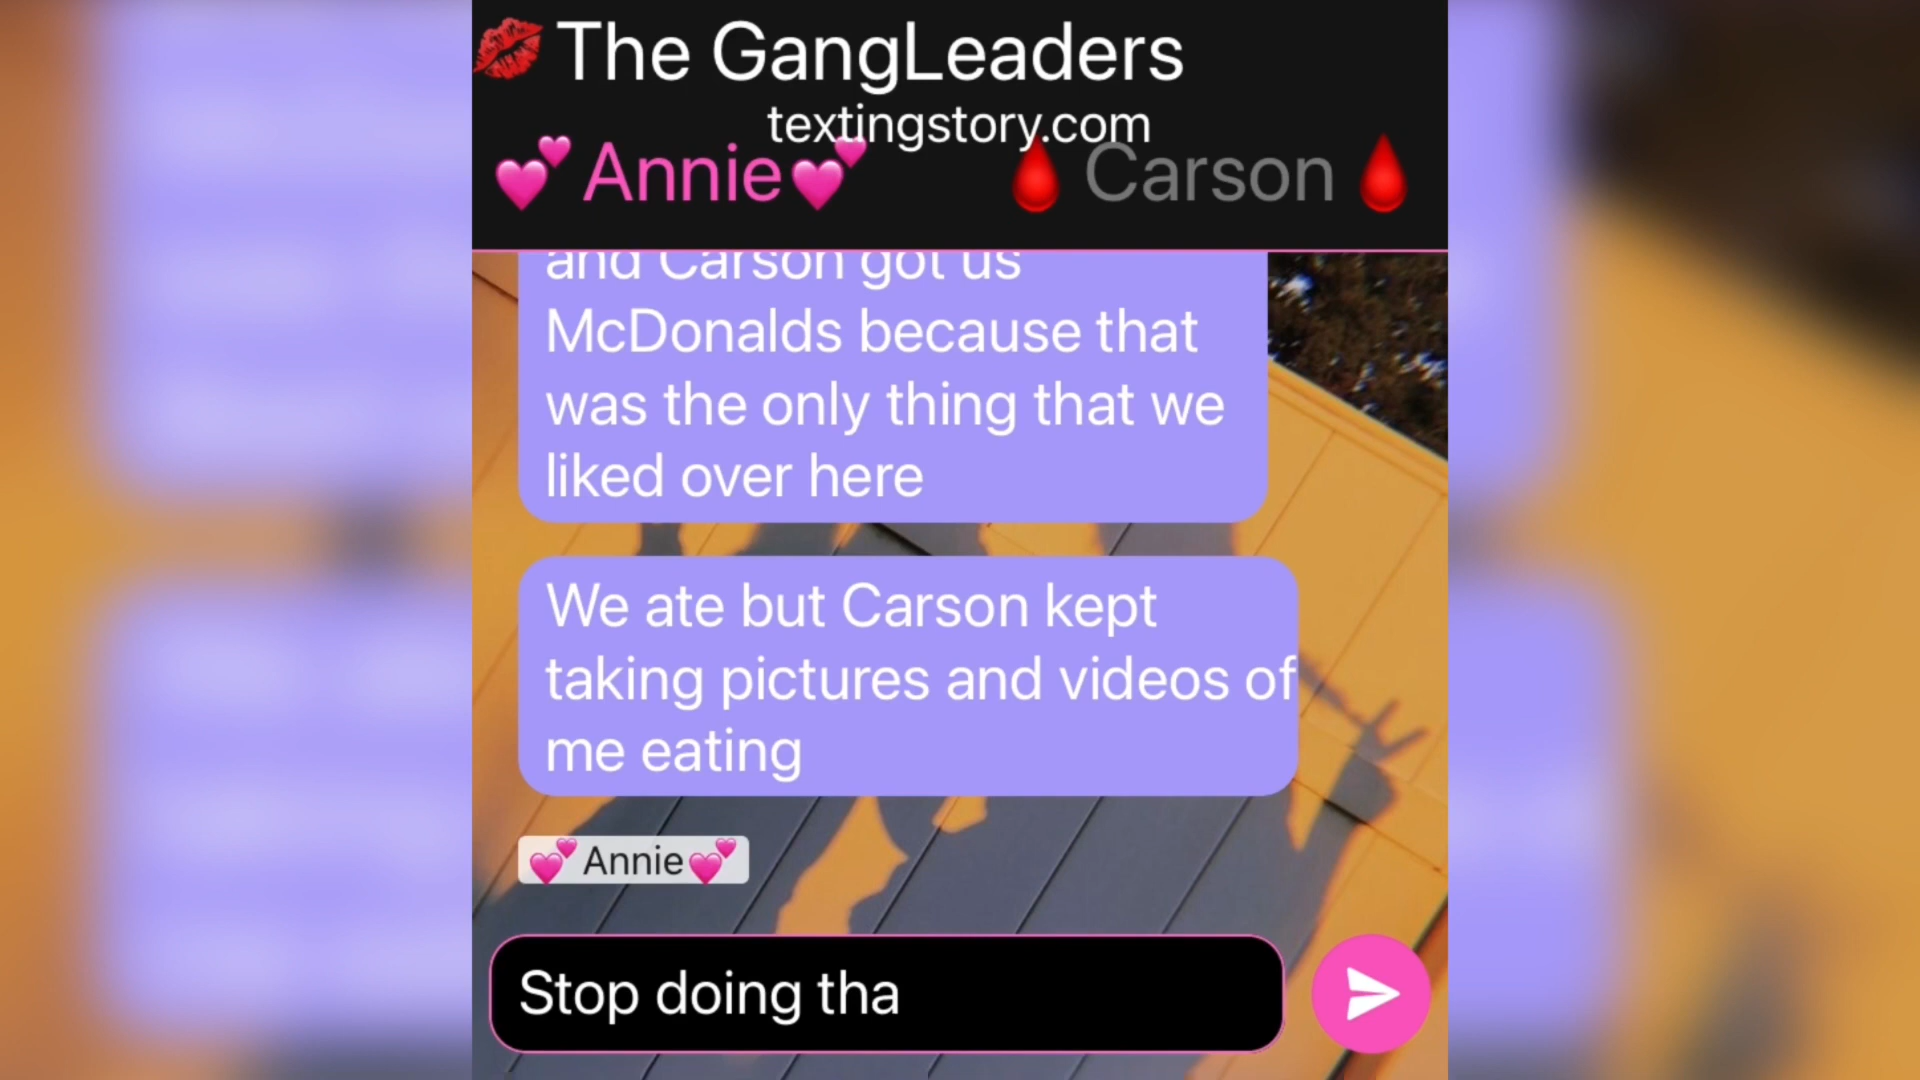 💋The GangLeaders
textingstory.com
💕Annie💕 🩸Carson🩸
and Carson got us
McDonalds because that
was the only thing that we
liked over here
We ate but Carson kept
taking pictures and videos of
me eating
💕Annie💕
Stop doing tha